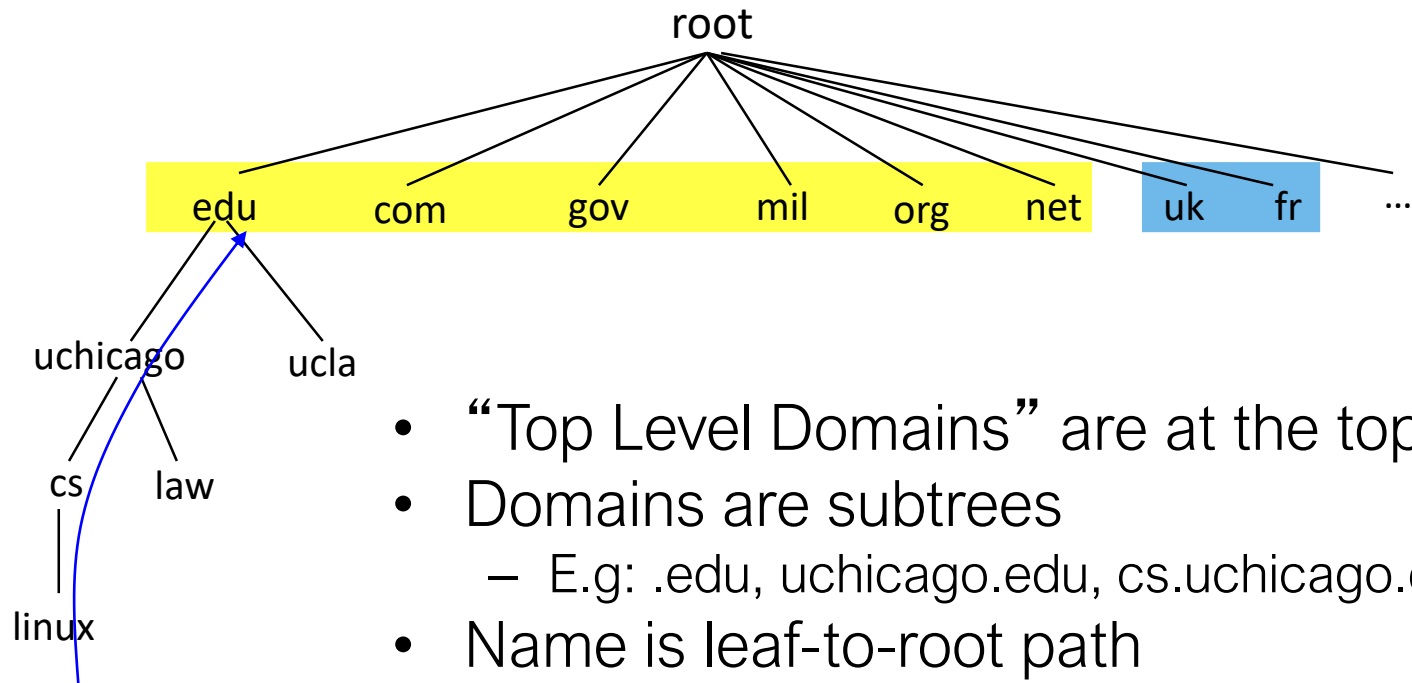 root
edu com gov mil org net uk fr ...
uchicago ucla
• “Top Level Domains” are at the top
cs law
• Domains are subtrees
– E.g: .edu, uchicago.edu, cs.uchicago.
linux
• Name is leaf-to-root path